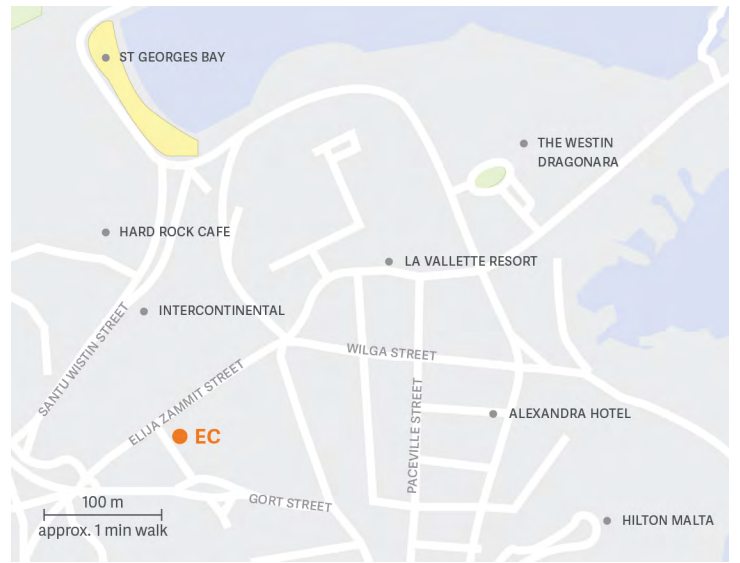 ST GEORGES BAY
THE WESTIN
DRAGONARA
HARD ROCK CAFE
LA VALLETTE RESORT
INTERCONTINENTAL
SANTU WISTIN STREET
WILGA STREET
ELIJA ZAMMIT STREET
PACEVILLE STREET
ALEXANDRA HOTEL
EC
GORT STREET
100 m
approx. 1 min walk
HILTON MALTA